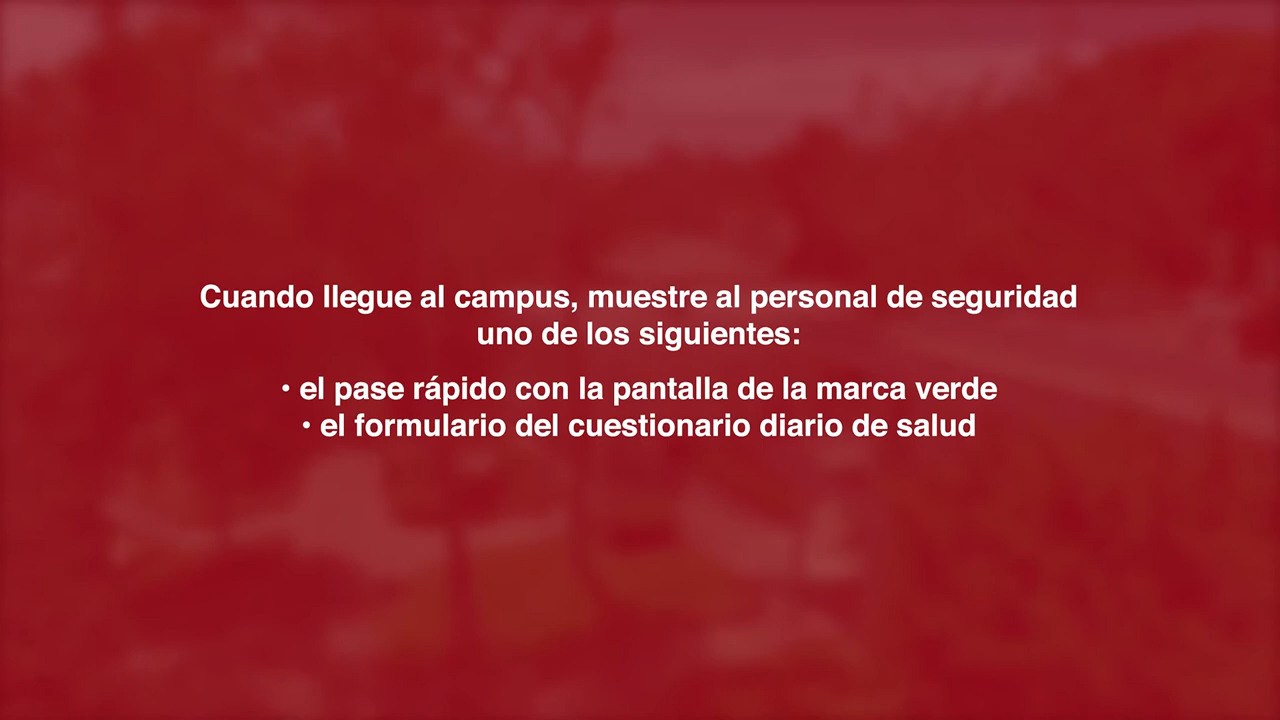 Cuando llegue al campus, muestre al personal de seguridad
uno de los siguientes:
• el pase rápido con la pantalla de la marca verde
• el formulario del cuestionario diario de salud